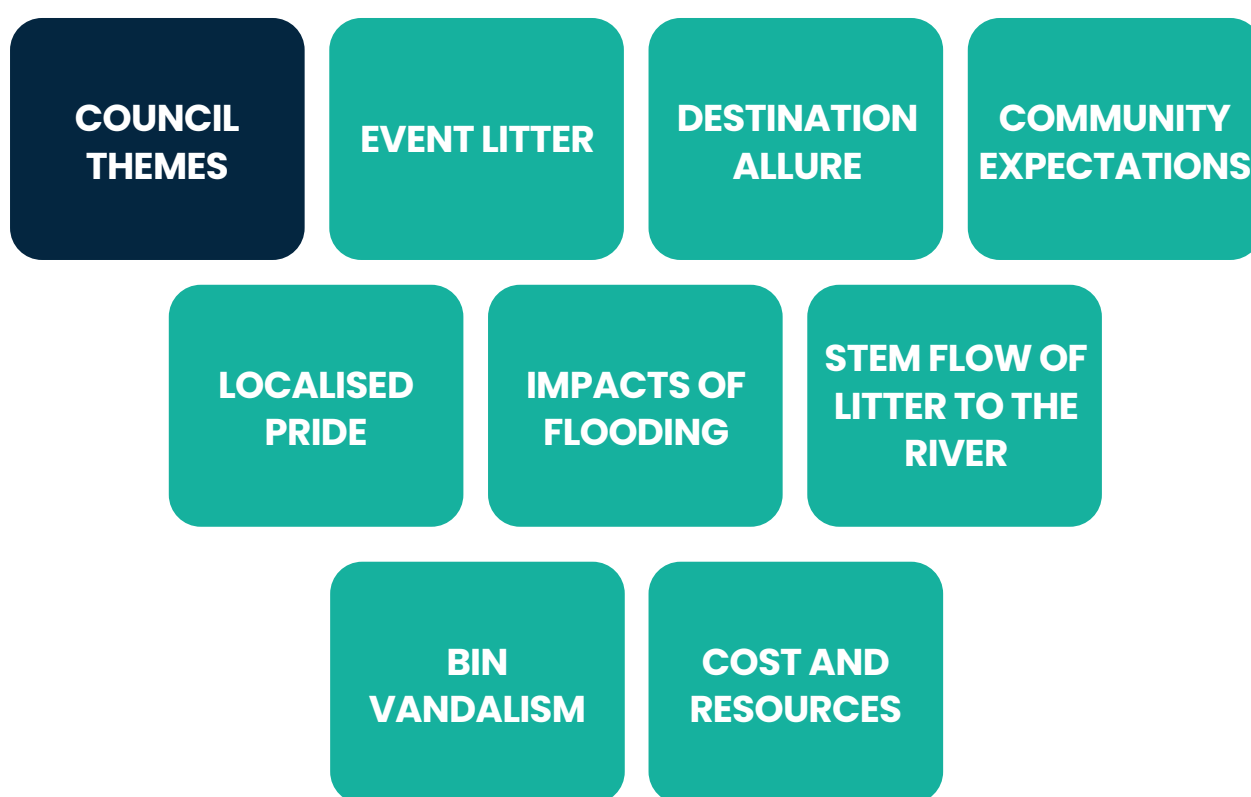 COUNCIL
THEMES
EVENT LITTER
DESTINATION
ALLURE
COMMUNITY
EXPECTATIONS
LOCALISED
PRIDE
IMPACTS OF
FLOODING
STEM FLOW OF
LITTER TO THE
RIVER
BIN
VANDALISM
COST AND
RESOURCES